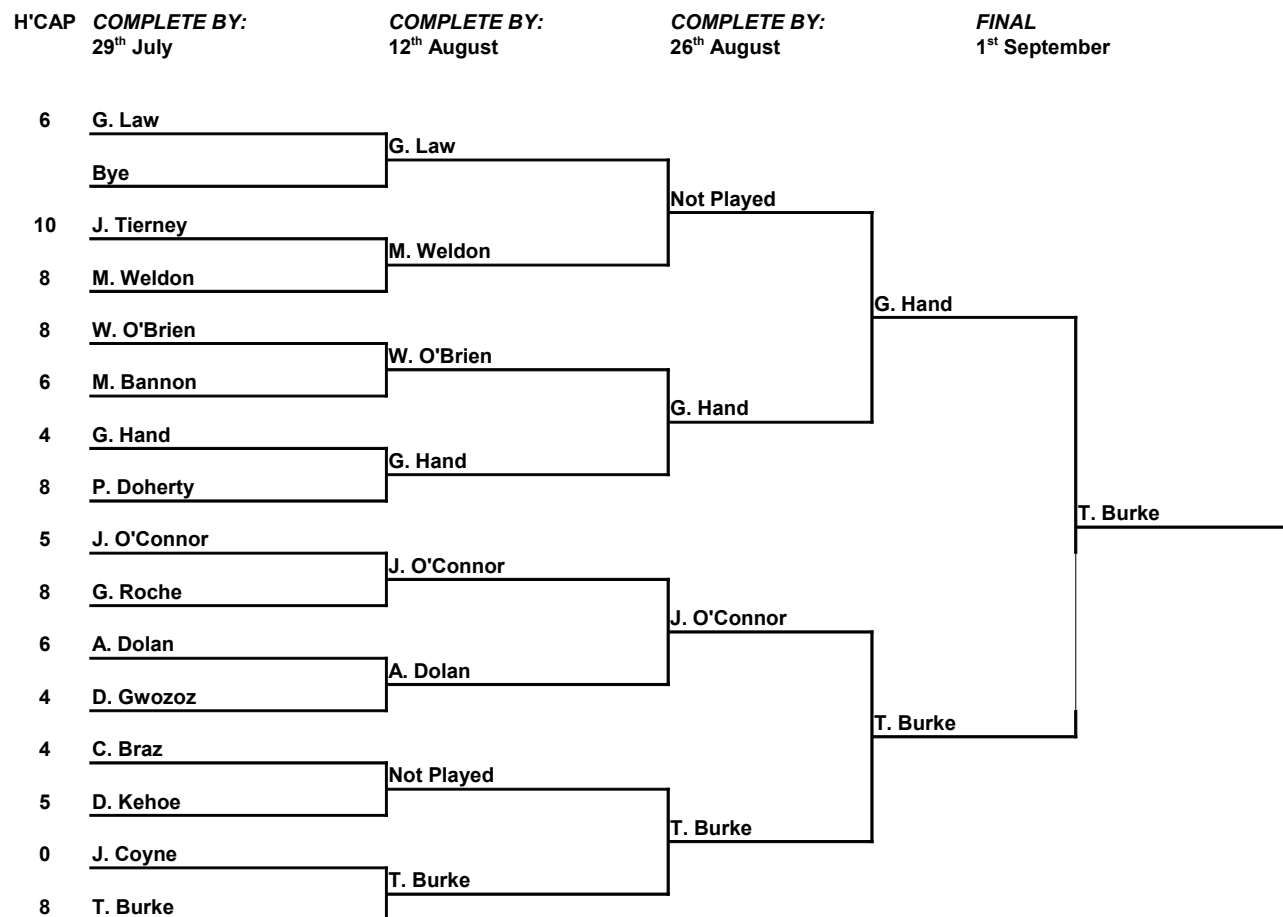 H'CAP COMPLETE BY: COMPLETE BY: COMPLETE BY: FINAL
29th July 12th August 26th August 1st September
6 G. Law
G. Law
Bye
Not Played
10 J. Tierney
M. Weldon
8 M. Weldon
G. Hand
8 W. O'Brien
W. O'Brien
6 M. Bannon
G. Hand
4 G. Hand
G. Hand
8 P. Doherty
T. Burke
5 J. O'Connor
J. O'Connor
8 G. Roche
J. O'Connor
6 A. Dolan
A. Dolan
4 D. Gwozoz
T. Burke
4 C. Braz
Not Played
5 D. Kehoe
T. Burke
0 J. Coyne
T. Burke
8 T. Burke